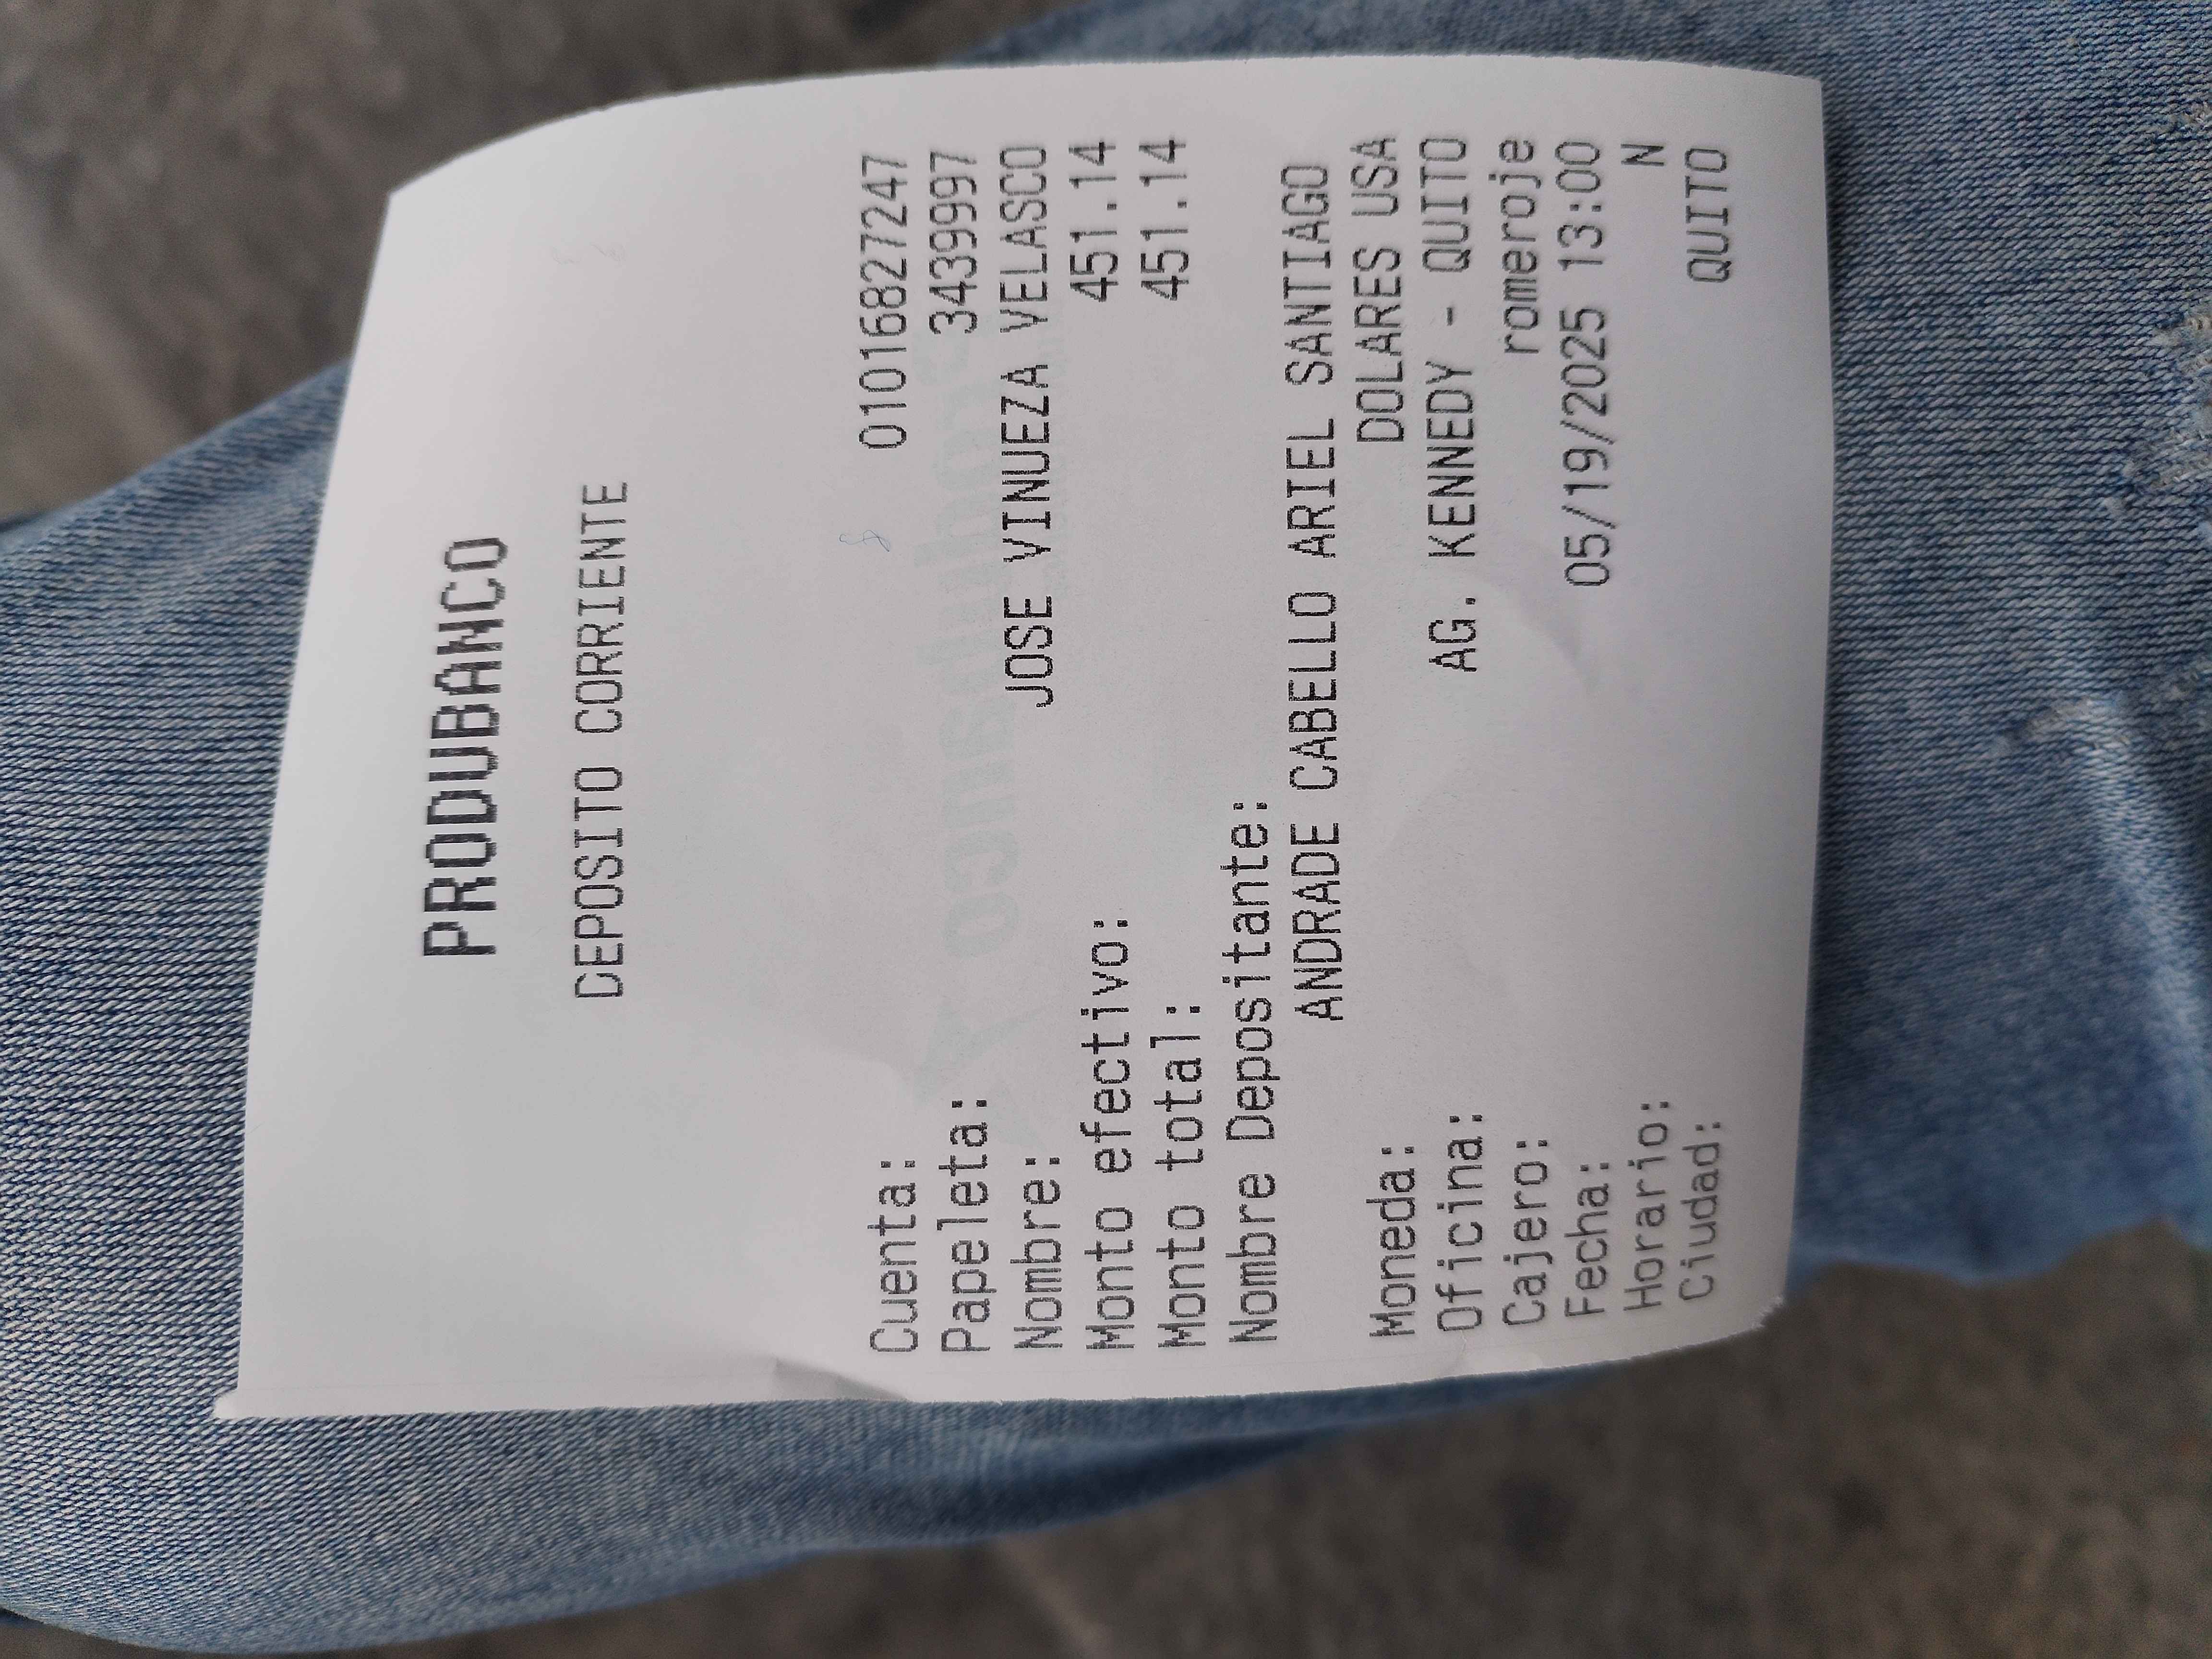 PRODUBANCO
DEPOSITO CORRIENTE
Cuenta: 01016827247
Papeleta: 3439997
Nombre: JOSE VINUEZA VELASCO
Monto efectivo: 451.14
Monto total: 451.14
Nombre Depositante:
ANDRADE CABELLO ARIEL SANTIAGO
Moneda: DOLARES USA
Oficina: AG. KENNEDY - QUITO
Cajero: romeroje
Fecha: 05/19/2025 13:00
Horario: N
Ciudad: QUITO